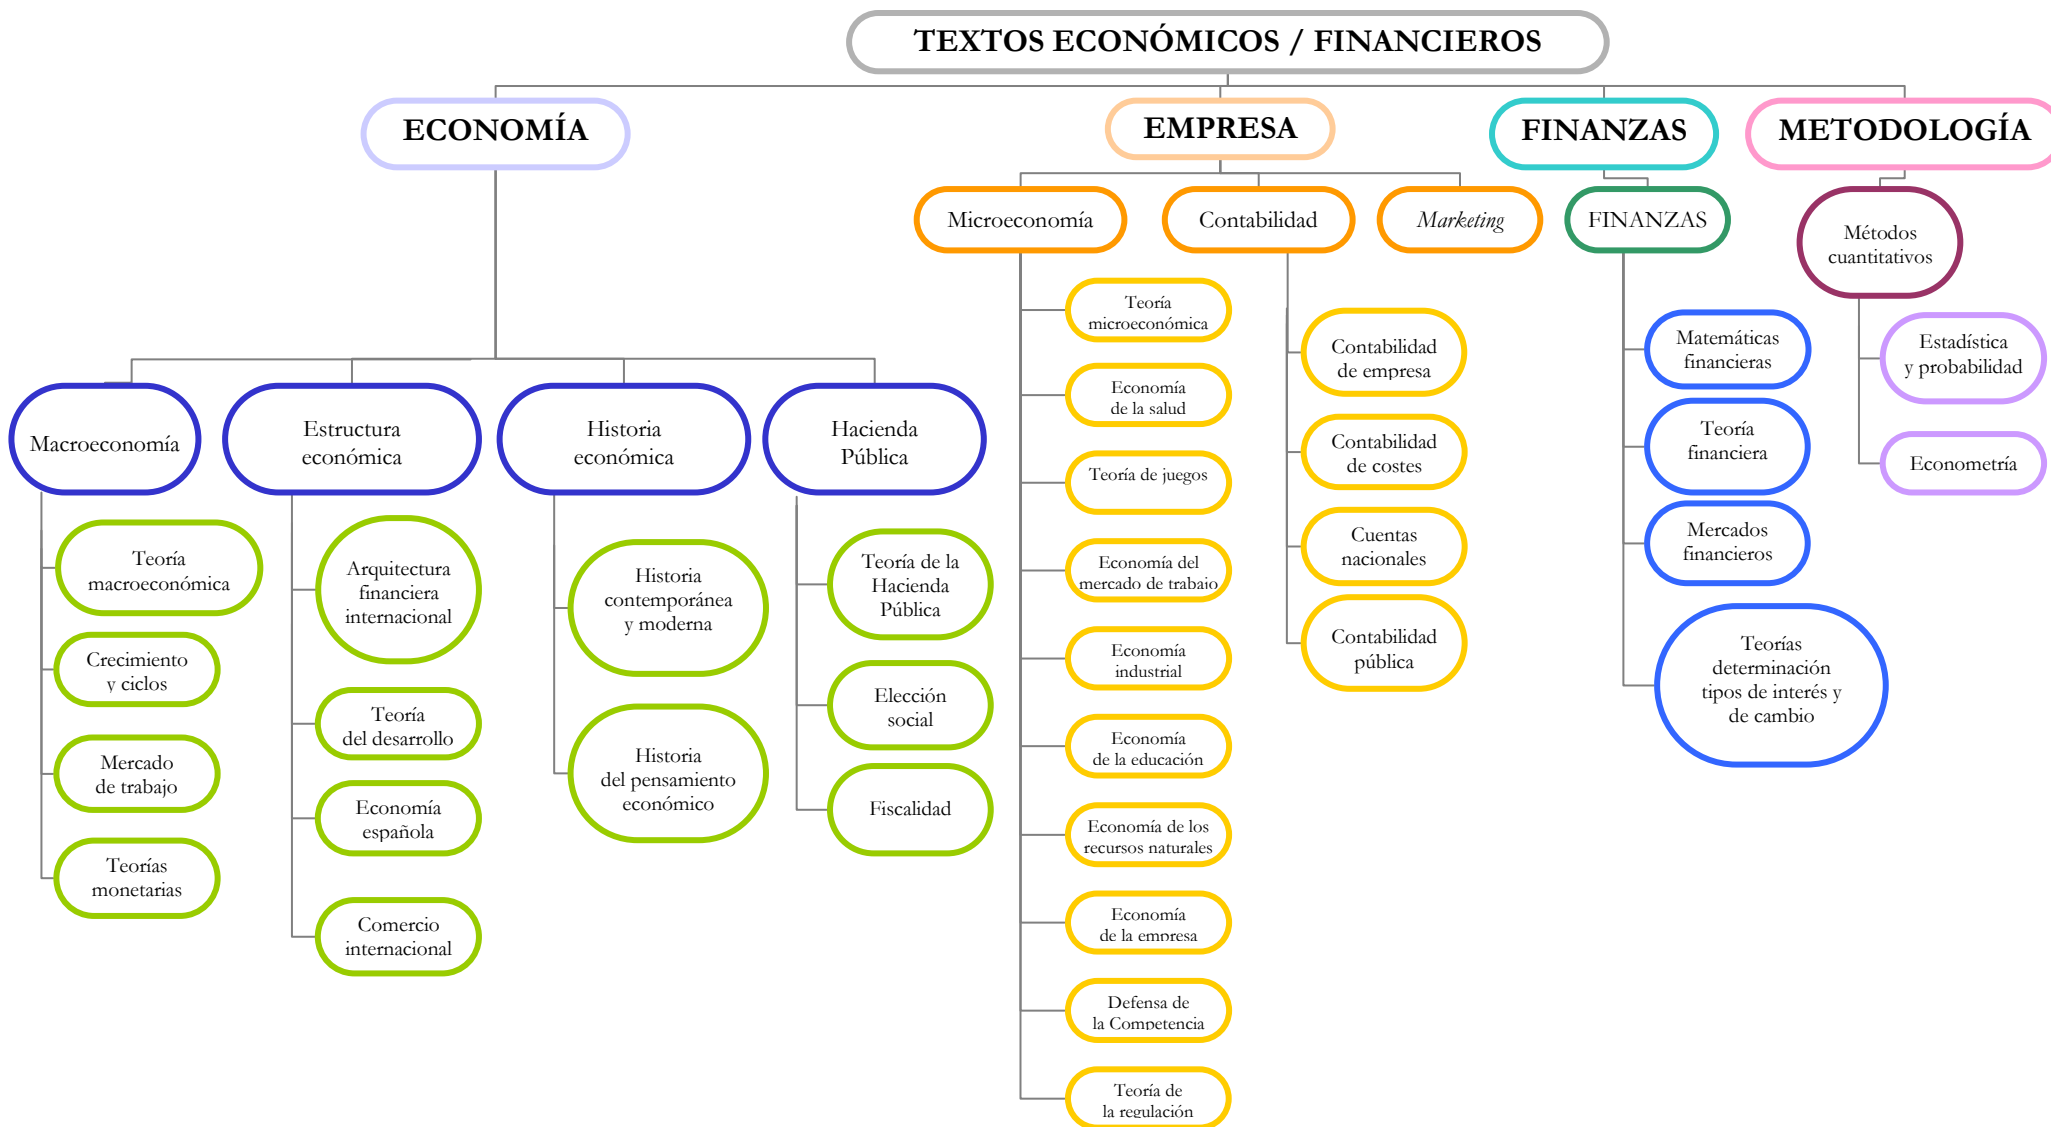 TEXTOS ECONÓMICOS / FINANCIEROS
ECONOMÍA
EMPRESA
FINANZAS
METODOLOGÍA
Macroeconomía
Teoría
macroeconómica
Crecimiento
y ciclos
Mercado
de trabajo
Teorías
monetarias
Estructura
económica
Arquitectura
financiera
internacional
Teoría
del desarrollo
Economía
española
Comercio
internacional
Historia
económica
Historia
contemporánea
y moderna
Historia
del pensamiento
económico
Hacienda
Pública
Teoría de la
Hacienda
Pública
Elección
social
Fiscalidad
Microeconomía
Teoría
microeconómica
Economía
de la salud
Teoría de juegos
Economía del
mercado de trabajo
Economía
industrial
Economía
de la educación
Economía de los
recursos naturales
Economía
de la empresa
Defensa de
la Competencia
Teoría de
la regulación
Contabilidad
Contabilidad
de empresa
Contabilidad
de costes
Cuentas
nacionales
Contabilidad
pública
Marketing
FINANZAS
Matemáticas
financieras
Teoría
financiera
Mercados
financieros
Teorías
determinación
tipos de interés y
de cambio
Métodos
cuantitativos
Estadística
y probabilidad
Econometría